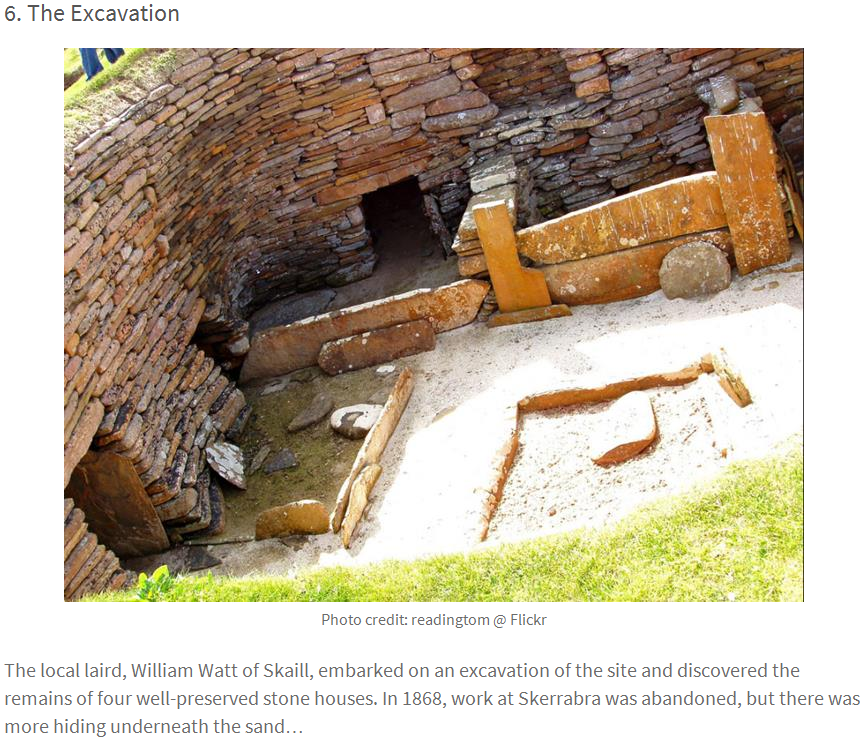 6. The Excavation
Photo credit: readingtom @ Flickr
The local laird, William Watt of Skaill, embarked on an excavation of the site and discovered the
remains of four well-preserved stone houses. In 1868, work at Skerrabra was abandoned, but there was
more hiding underneath the sand…